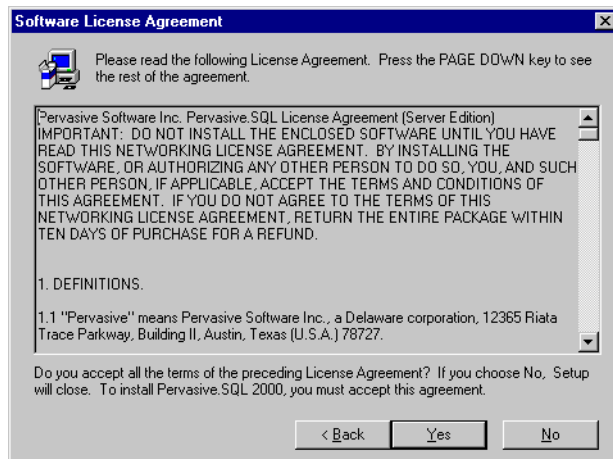 Software License Agreement
Please read the following License Agreement. Press the PAGE DOWN key to see
the rest of the agreement.
Pervasive Software Inc. Pervasive.SQL License Agreement (Server Edition)
IMPORTANT: DO NOT INSTALL THE ENCLOSED SOFTWARE UNTIL YOU HAVE
READ THIS NETWORKING LICENSE AGREEMENT. BY INSTALLING THE
SOFTWARE, OR AUTHORIZING ANY OTHER PERSON TO DO SO, YOU, AND SUCH
OTHER PERSON, IF APPLICABLE, ACCEPT THE TERMS AND CONDITIONS OF
THIS AGREEMENT. IF YOU DO NOT AGREE TO THE TERMS OF THIS
NETWORKING LICENSE AGREEMENT, RETURN THE ENTIRE PACKAGE WITHIN
TEN DAYS OF PURCHASE FOR A REFUND.
1. DEFINITIONS.
1.1 "Pervasive" means Pervasive Software Inc., a Delaware corporation, 12365 Riata
Trace Parkway, Building II, Austin, Texas (U.S.A.) 78727.
Do you accept all the terms of the preceding License Agreement? If you choose No, Setup
will close. To install Pervasive.SQL 2000, you must accept this agreement.
< Back Yes No